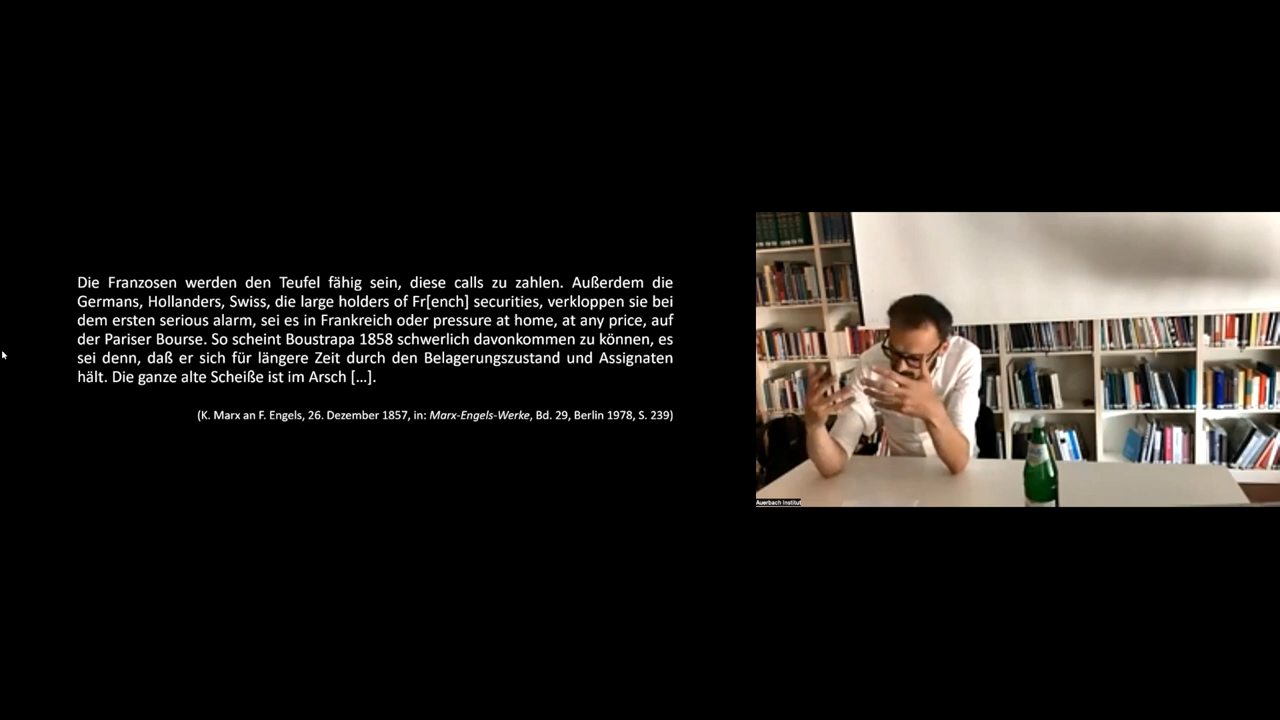 Die Franzosen werden den Teufel fähig sein, diese calls zu zahlen. Außerdem die
Germans, Hollanders, Swiss, die large holders of Fr[ench] securities, verkloppen sie bei
dem ersten serious alarm, sei es in Frankreich oder pressure at home, at any price, auf
der Pariser Bourse. So scheint Boustrapa 1858 schwerlich davonkommen zu können, es
sei denn, daß er sich für längere Zeit durch den Belagerungszustand und Assignaten
hält. Die ganze alte Scheiße ist im Arsch [...].
(K. Marx an F. Engels, 26. Dezember 1857, in: Marx-Engels-Werke, Bd. 29, Berlin 1978, S. 239)
Auerbach Institut